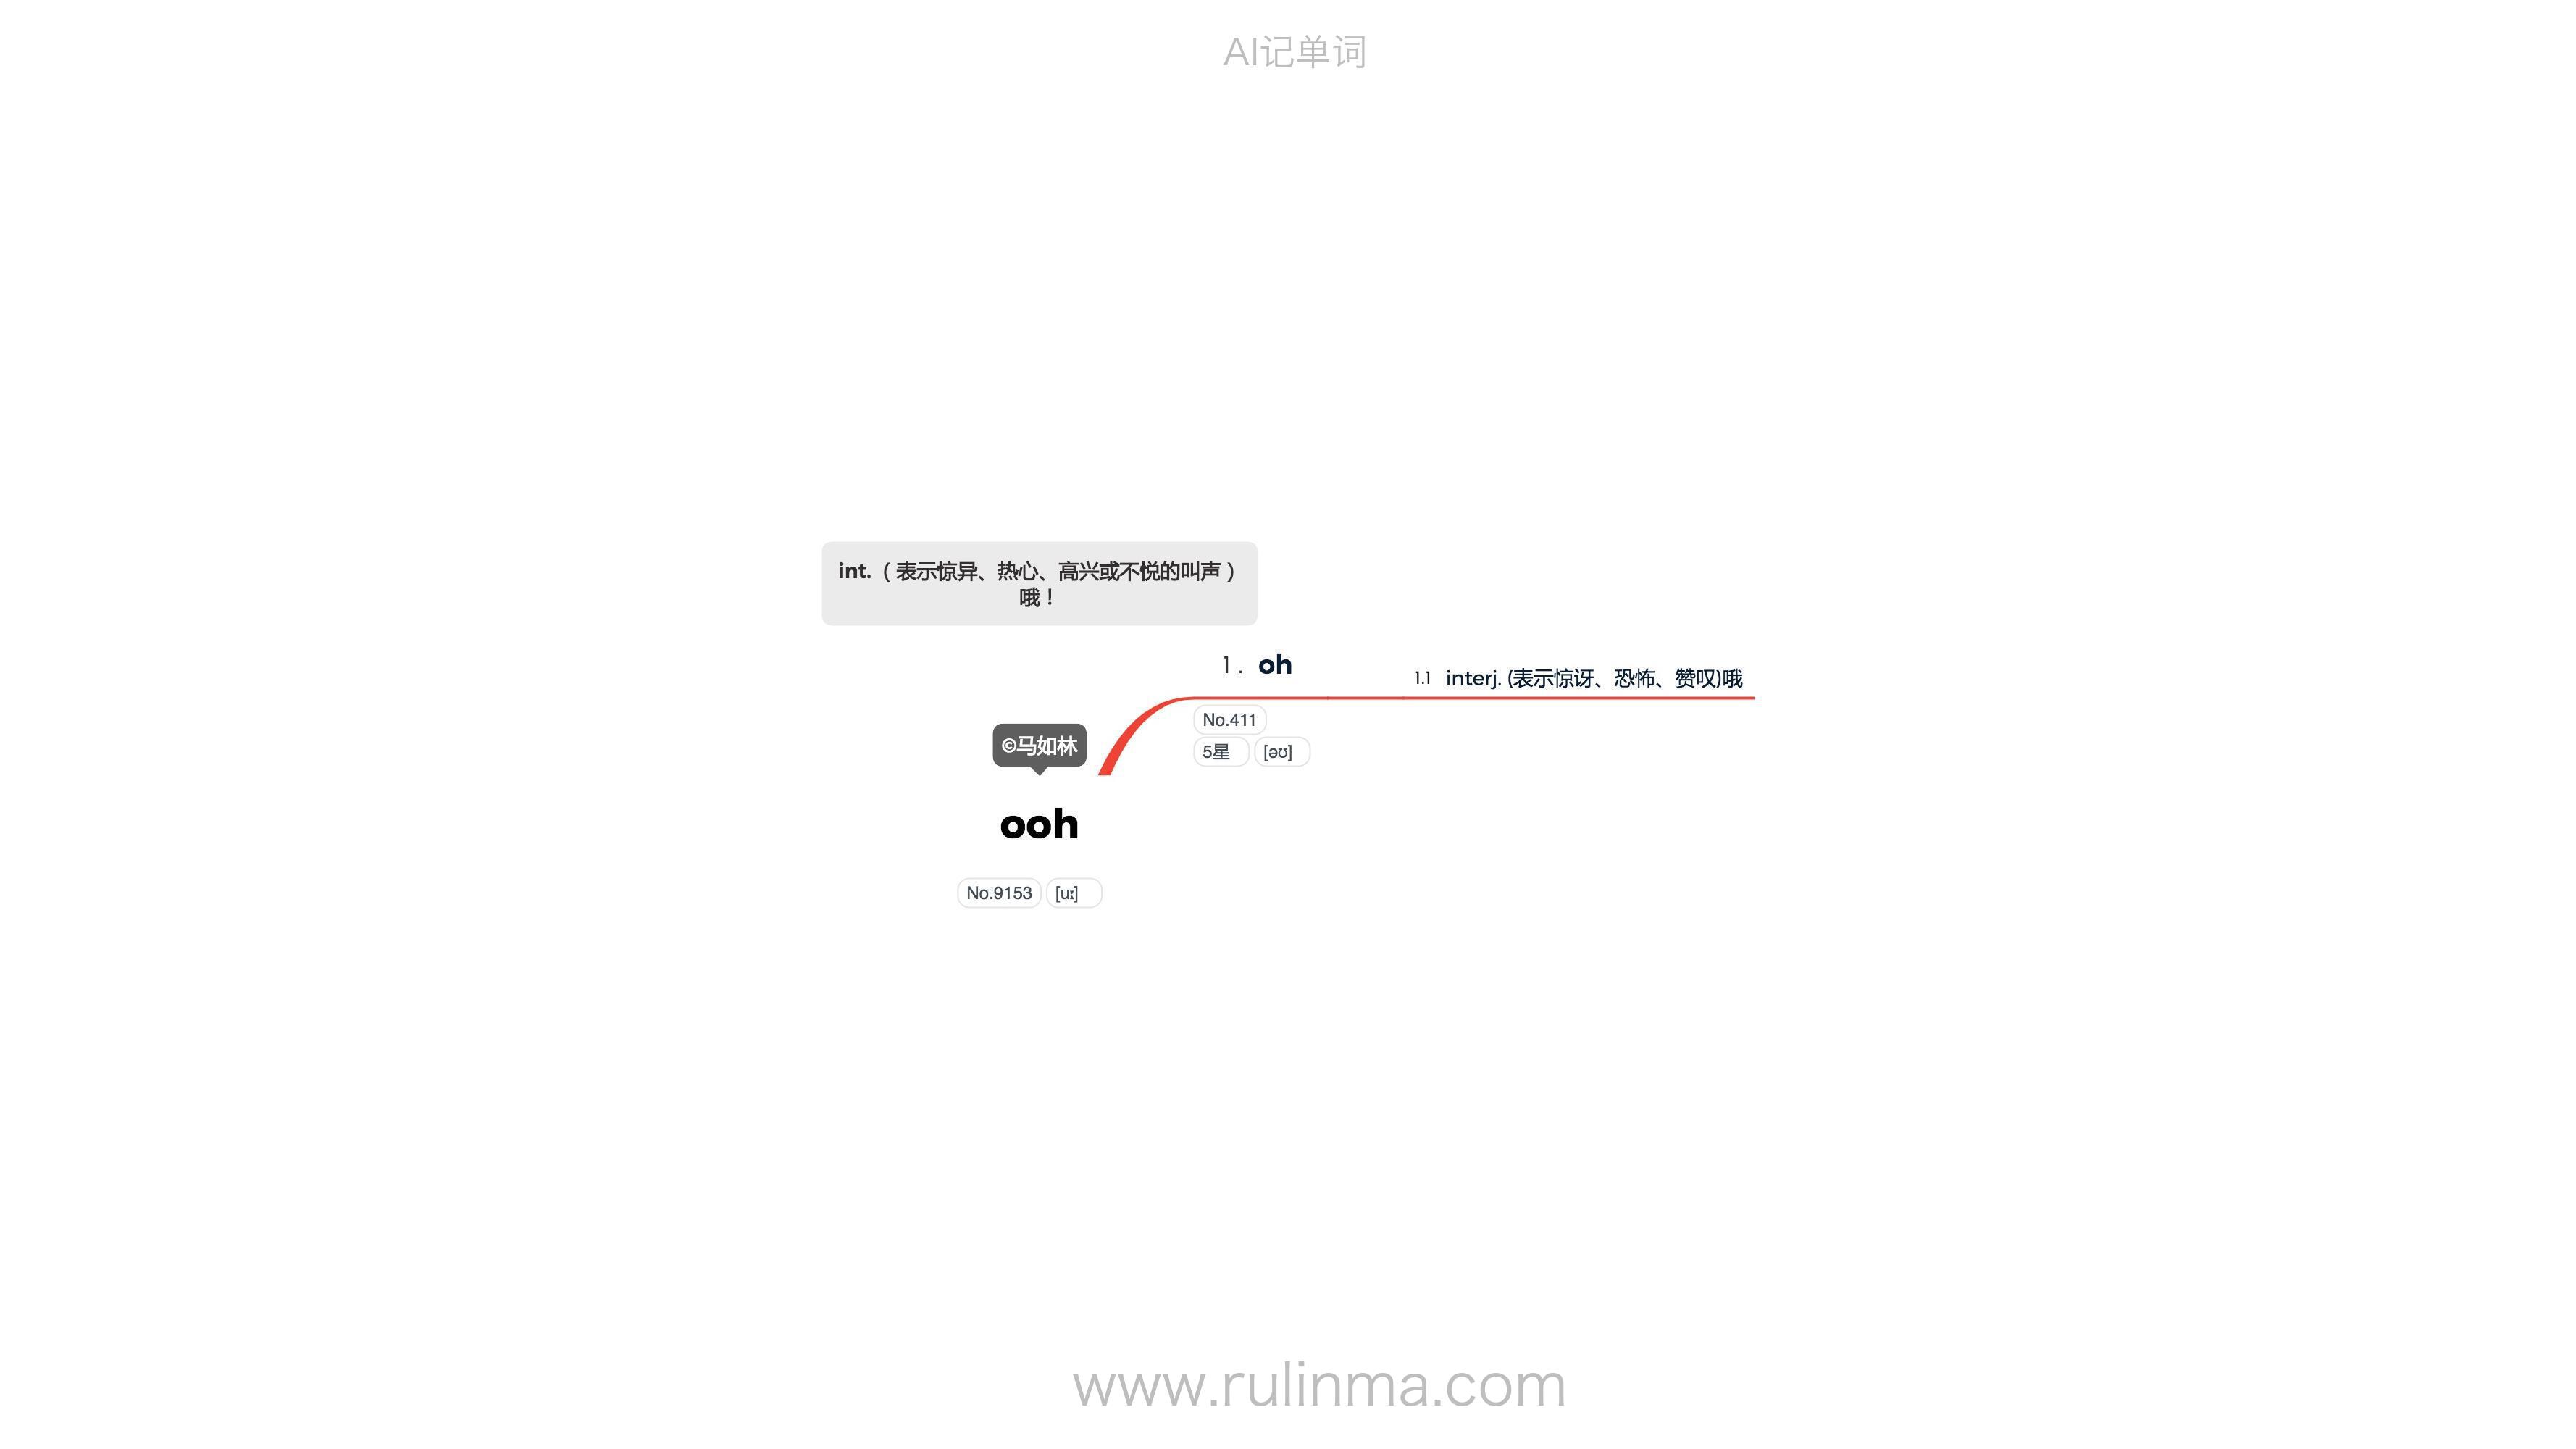 AI记单词
int.（表示惊异、热心、高兴或不悦的叫声）
哦！
1. oh
1.1 interj. (表示惊讶、恐怖、赞叹)哦
No.411
5星 [əʊ]
©马如林
ooh
No.9153 [uː]
www.rulinma.com